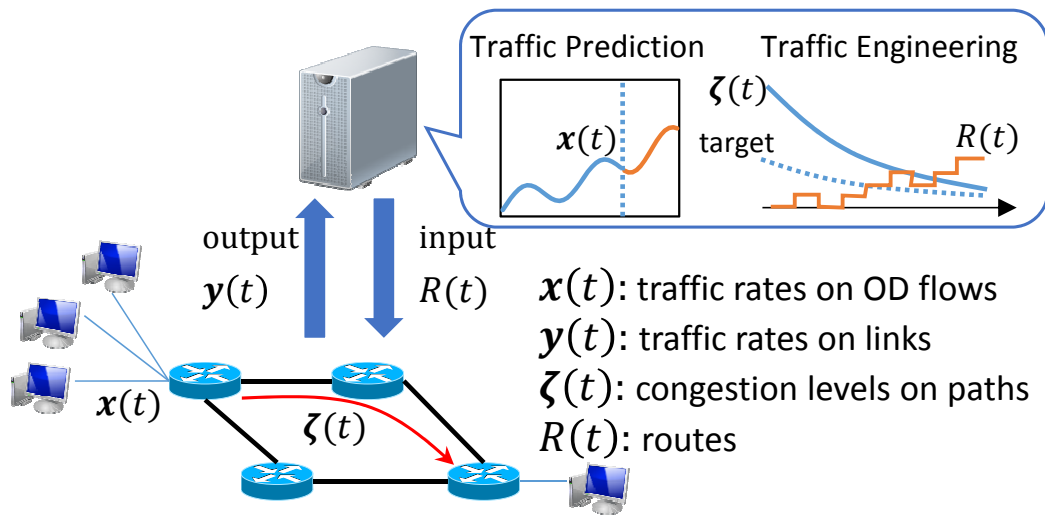 Traffic Prediction
Traffic Engineering
𝒙(t)
𝜻(t)
target
R(t)
output
𝒚(t)
input
R(t)
𝒙(t)
𝜻(t)
𝒙(t): traffic rates on OD flows
𝒚(t): traffic rates on links
𝜻(t): congestion levels on paths
R(t): routes